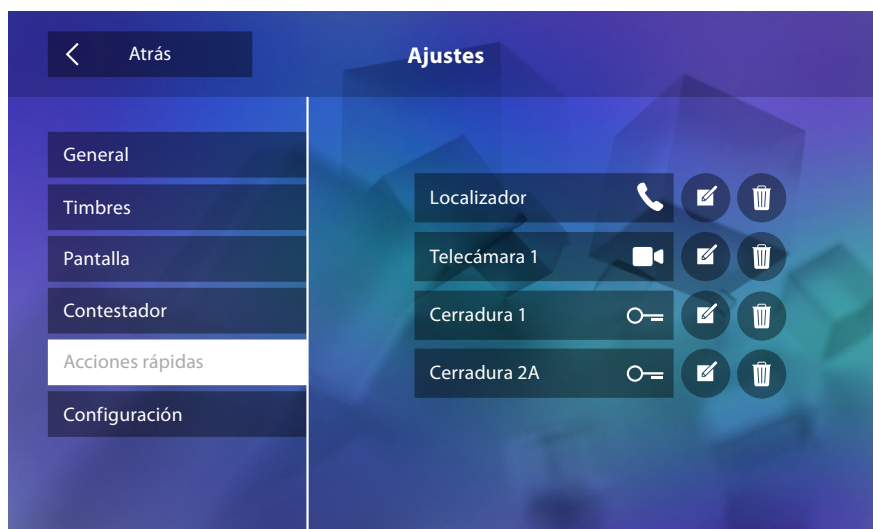 Atrás
Ajustes
General
Timbres
Pantalla
Contestador
Acciones rápidas
Configuración
Localizador
Telecámara 1
Cerradura 1
Cerradura 2A